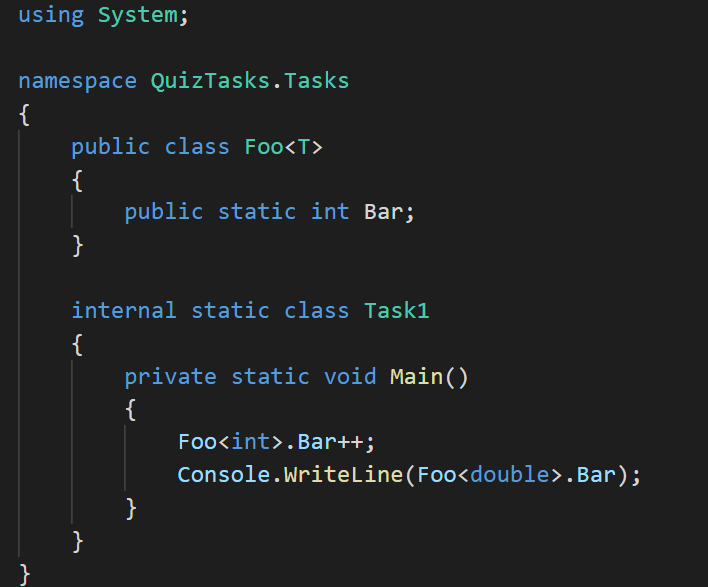 using System;

namespace QuizTasks.Tasks
{
    public class Foo<T>
    {
        public static int Bar;
    }

    internal static class Task1
    {
        private static void Main()
        {
            Foo<int>.Bar++;
            Console.WriteLine(Foo<double>.Bar);
        }
    }
}